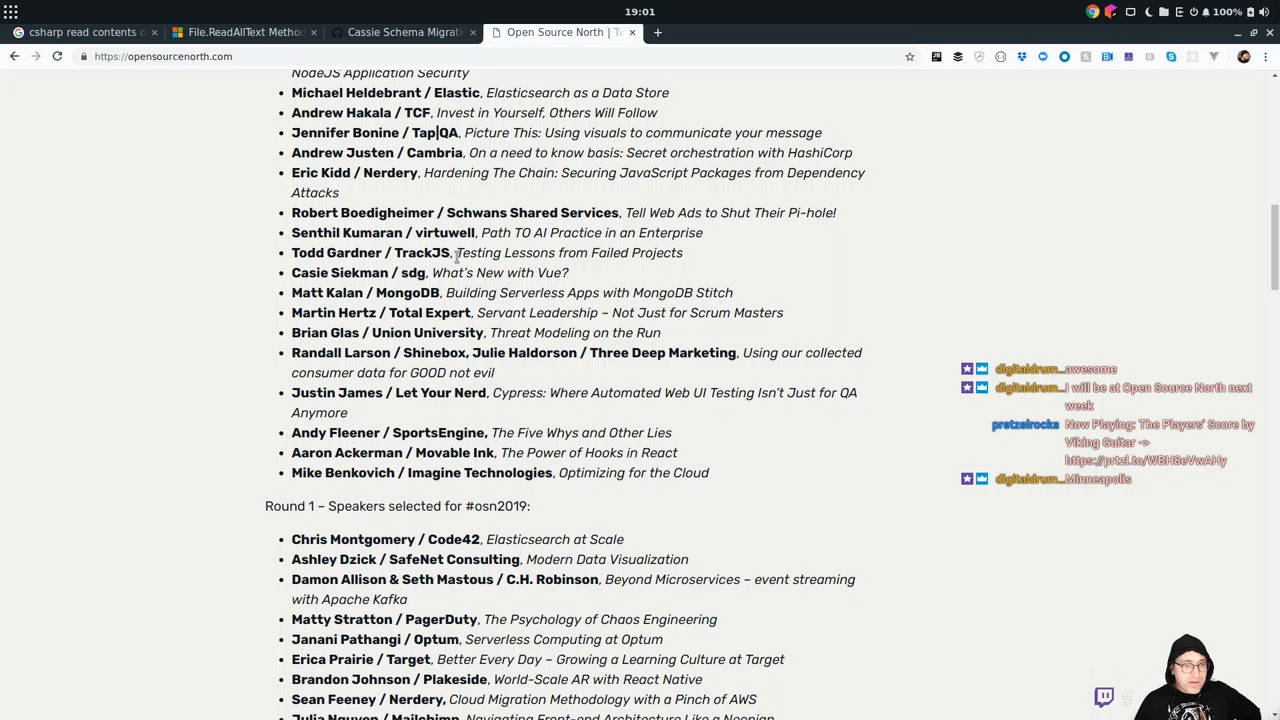 19:01
100%
csharp read contents o
File.ReadAllText Metho
Cassie Schema Migrati
Open Source North | Tw
https://opensourcenorth.com
NodeJS Application Security
Michael Heldebrant / Elastic, Elasticsearch as a Data Store
Andrew Hakala / TCF, Invest in Yourself, Others Will Follow
Jennifer Bonine / TapQA, Picture This: Using visuals to communicate your message
Andrew Justen / Cambria, On a need to know basis: Secret orchestration with HashiCorp
Eric Kidd / Nerdery, Hardening The Chain: Securing JavaScript Packages from Dependency
Attacks
Robert Boedigheimer / Schwans Shared Services, Tell Web Ads to Shut Their Pi-hole!
Senthil Kumaran / virtuwell, Path TO AI Practice in an Enterprise
Todd Gardner / TrackJS, Testing Lessons from Failed Projects
Casie Siekman / sdg, What's New with Vue?
Matt Kalan / MongoDB, Building Serverless Apps with MongoDB Stitch
Martin Hertz / Total Expert, Servant Leadership – Not Just for Scrum Masters
Brian Glas / Union University, Threat Modeling on the Run
Randall Larson / Shinebox, Julie Haldorson / Three Deep Marketing, Using our collected
consumer data for GOOD not evil
Justin James / Let Your Nerd, Cypress: Where Automated Web UI Testing Isn't Just for QA
Anymore
Andy Fleener / SportsEngine, The Five Whys and Other Lies
Aaron Ackerman / Movable Ink, The Power of Hooks in React
Mike Benkovich / Imagine Technologies, Optimizing for the Cloud
Round 1 – Speakers selected for #osn2019:
Chris Montgomery / Code42, Elasticsearch at Scale
Ashley Dzick / SafeNet Consulting, Modern Data Visualization
Damon Allison & Seth Mastous / C.H. Robinson, Beyond Microservices – event streaming
with Apache Kafka
Matty Stratton / PagerDuty, The Psychology of Chaos Engineering
Janani Pathangi / Optum, Serverless Computing at Optum
Erica Prairie / Target, Better Every Day – Growing a Learning Culture at Target
Brandon Johnson / Plakeside, World-Scale AR with React Native
Sean Feeney / Nerdery, Cloud Migration Methodology with a Pinch of AWS
Julia Nguyen / Mailchimp, Navigating Front-end Architecture Like a Neopian
digitaldrum... awesome
digitaldrum... I will be at Open Source North next
week
pretzelrocks Now Playing: The Players' Score by
Viking Guitar ->
https://prtzl.to/WBH8eVwAHy
digitaldrum... Minneapolis